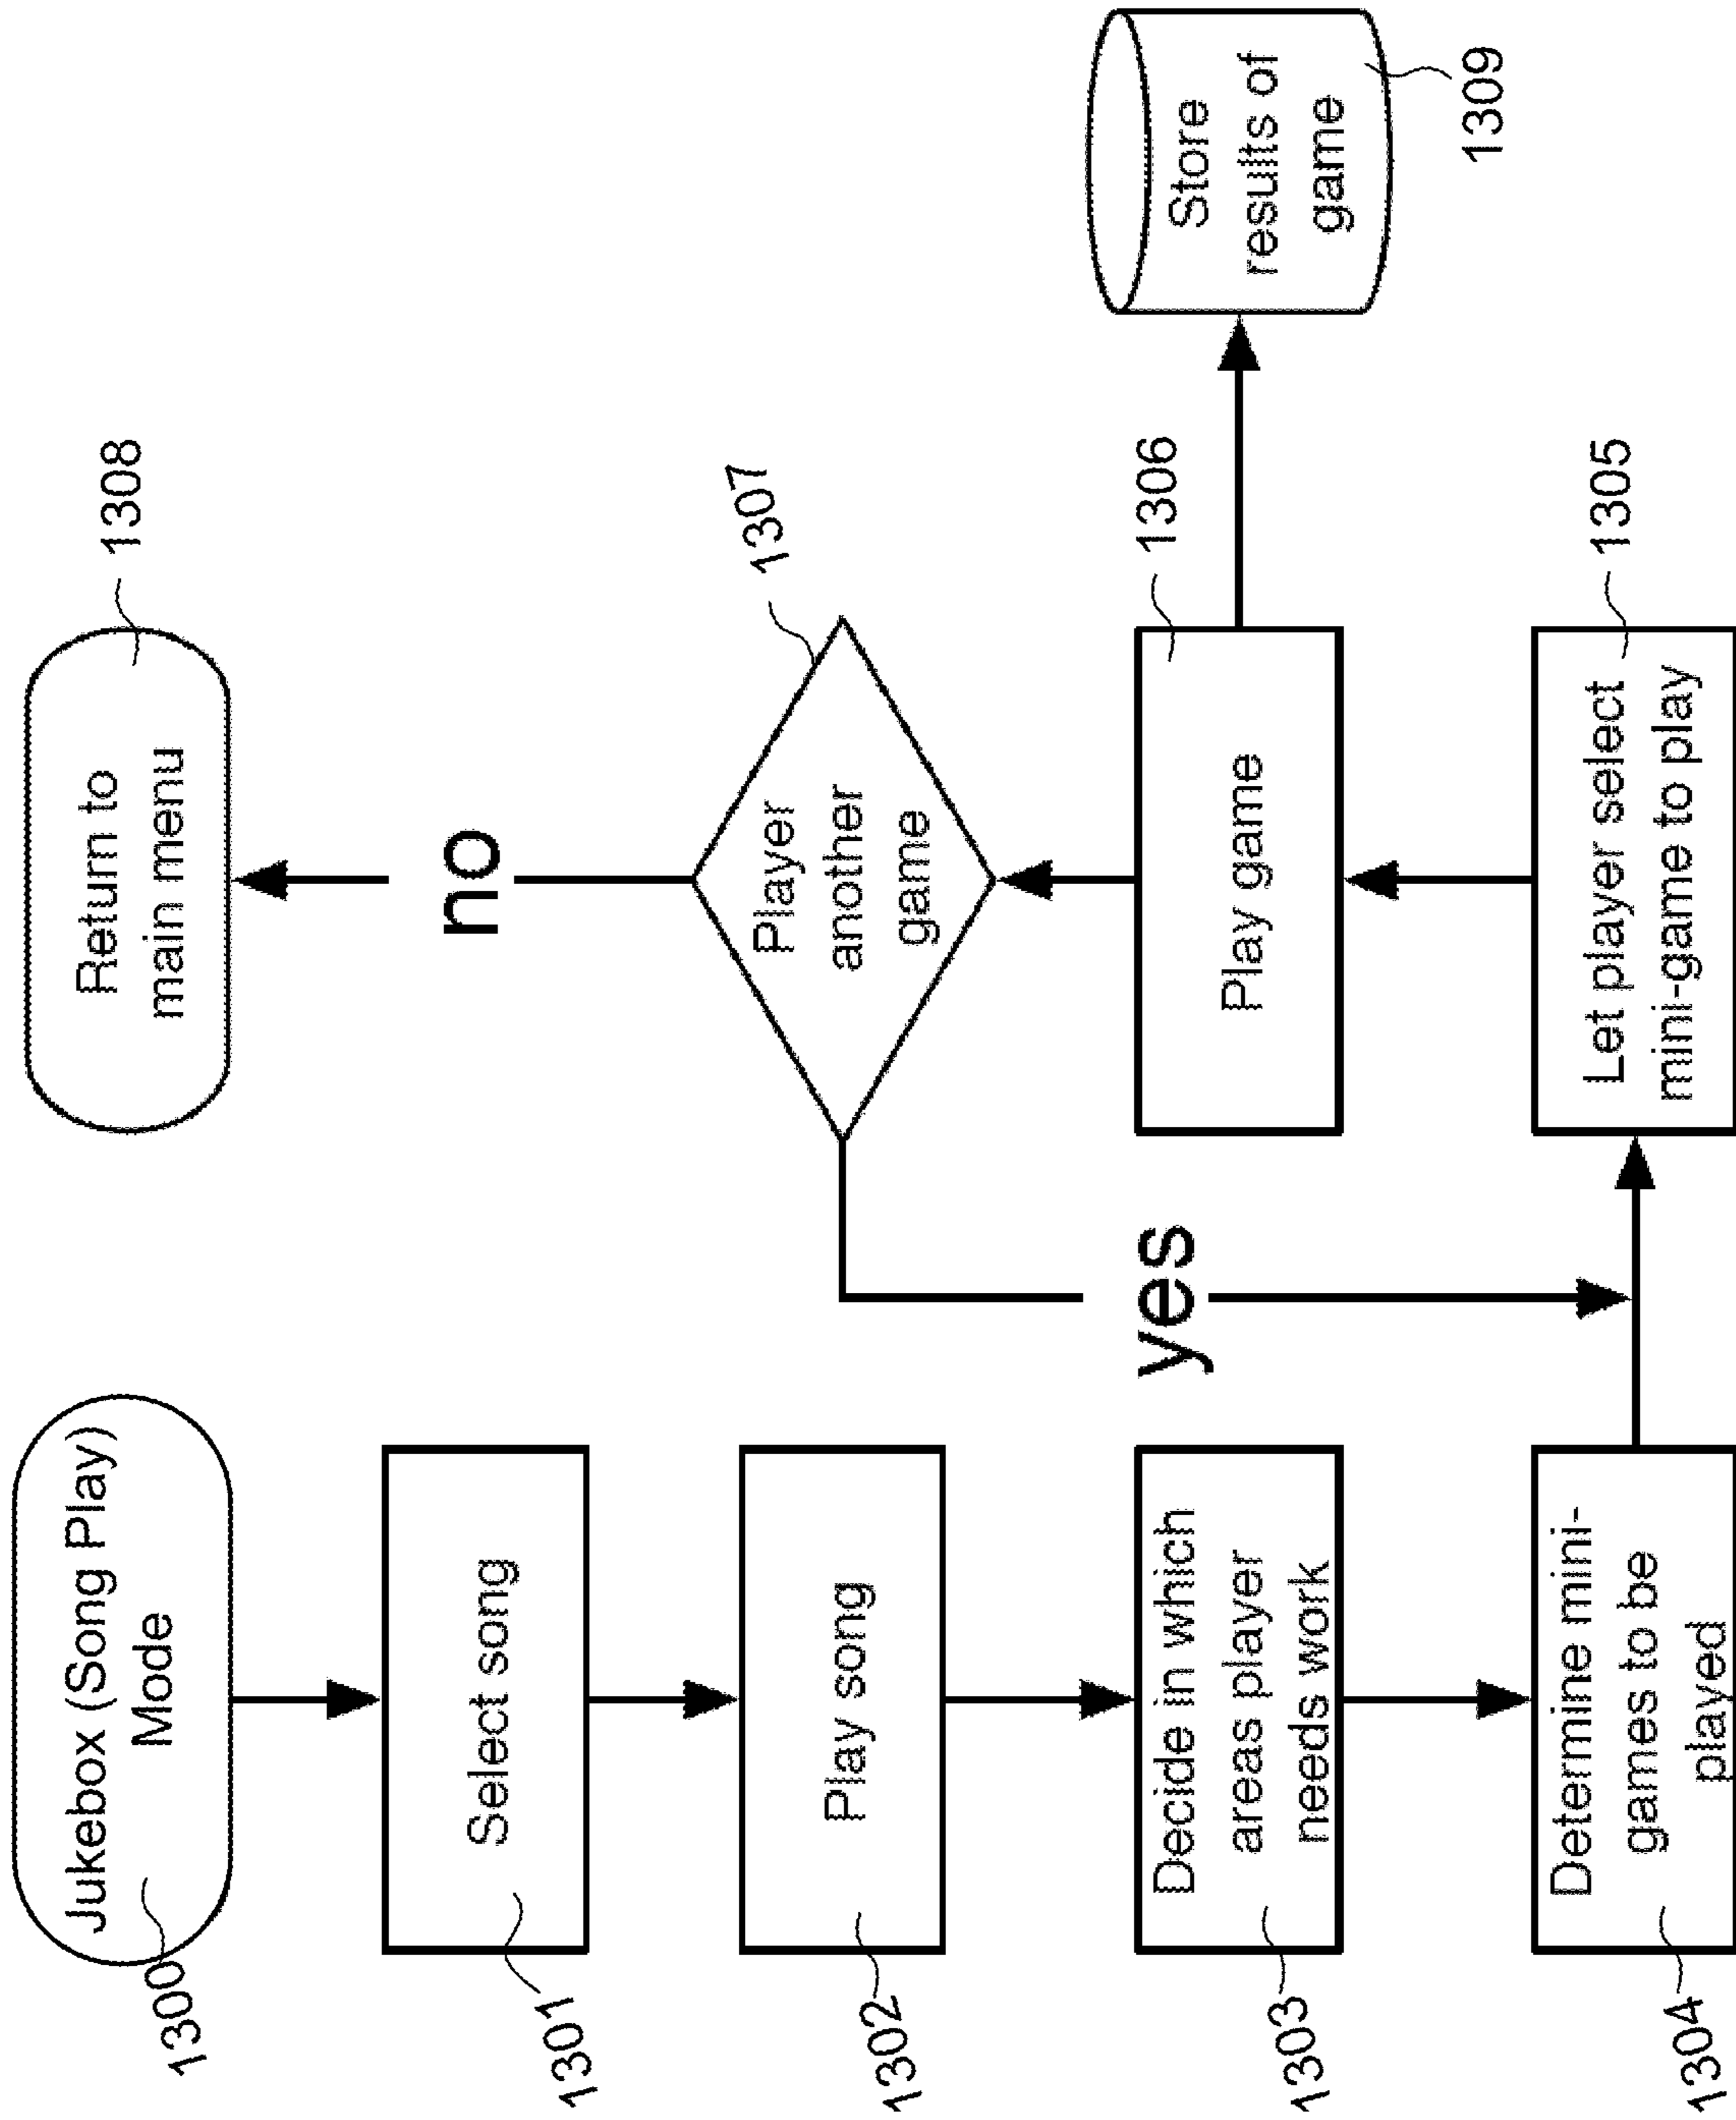 Jukebox (Song Play)
Mode
1300
Select song
1301
Play song
1302
Decide in which
areas player
needs work
1303
Determine mini-
games to be
played
1304
Let player select
mini-game to play
1305
Play game
1306
Player
another
game
1307
yes
no
Return to
main menu
1308
Store
results of
game
1309